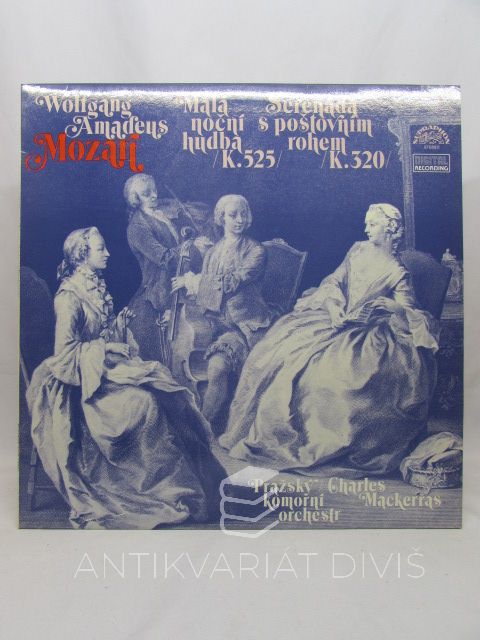 Wolfgang
Amadeus
Mozart
Malá
noční
hudba
/K.525/
Serenáda
s poštovním
rohem
/K.320/
SUPRAPHON
STEREO
DIGITAL
RECORDING
Pražský
komorní
orchestr
Charles
Mackerras
ANTIKVARIÁT DIVIŠ